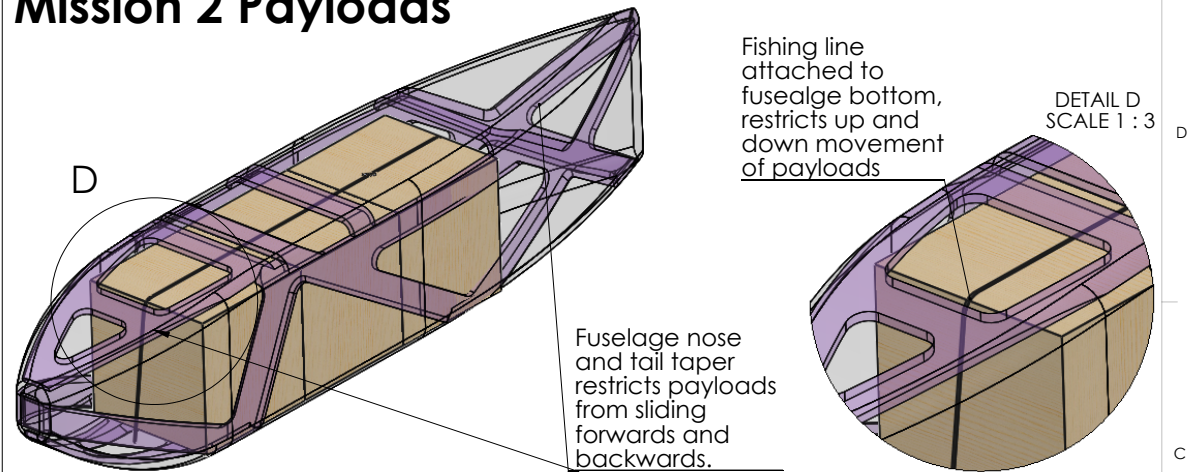 Mission 2 Payloads
Fishing line
attached to
fusealge bottom,
restricts up and
down movement
of payloads
DETAIL D
SCALE 1 : 3
D
D
Fuselage nose
and tail taper
restricts payloads
from sliding
forwards and
backwards.
C